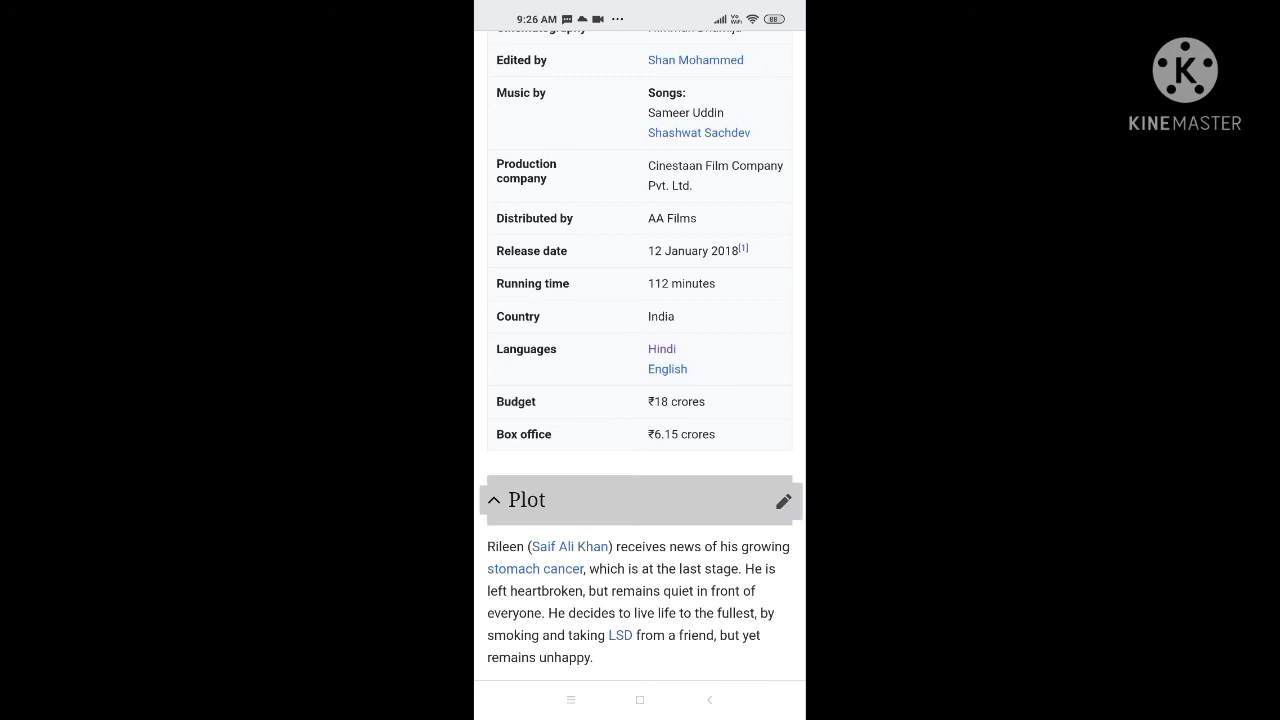 9:26 AM
Vo
WiFi
88
KINEMASTER
Edited by
Shan Mohammed
Music by
Songs:
Sameer Uddin
Shashwat Sachdev
Production
company
Cinestaan Film Company
Pvt. Ltd.
Distributed by
AA Films
Release date
12 January 2018[1]
Running time
112 minutes
Country
India
Languages
Hindi
English
Budget
₹18 crores
Box office
₹6.15 crores
Plot
Rileen (Saif Ali Khan) receives news of his growing
stomach cancer, which is at the last stage. He is
left heartbroken, but remains quiet in front of
everyone. He decides to live life to the fullest, by
smoking and taking LSD from a friend, but yet
remains unhappy.